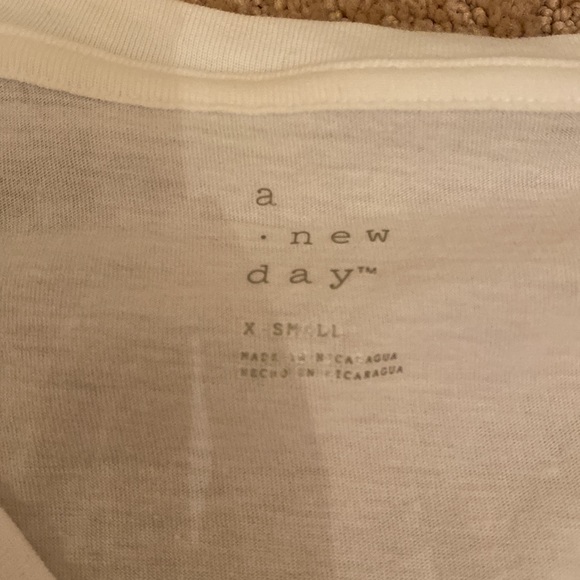 a
· new
day™
X SMALL
MADE IN NICARAGUA
HECHO EN NICARAGUA